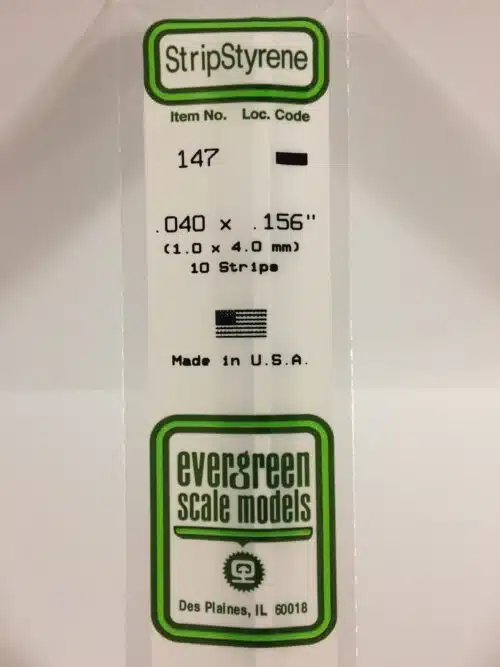 StripStyrene
Item No. Loc. Code
147
.040 x .156"
(1.0 x 4.0 mm)
10 Strips
Made in U.S.A.
evergreen
scale models
Des Plaines, IL 60018